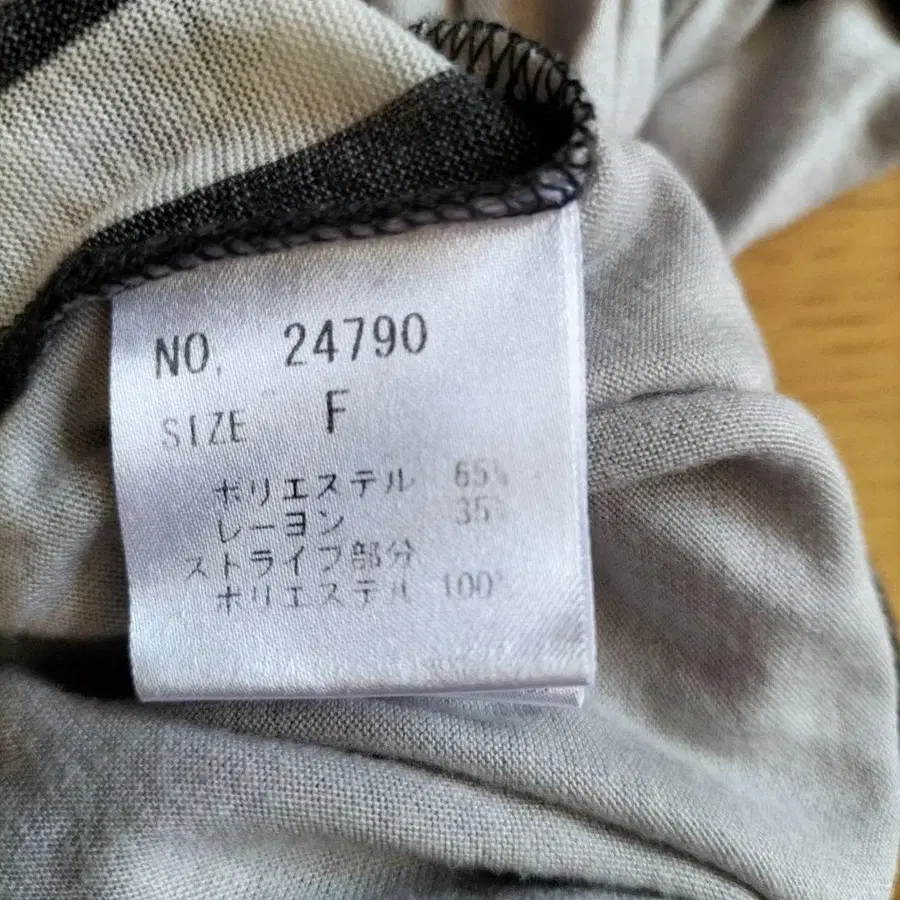 NO. 24790
SIZE F
ポリエステル 65%
レーヨン 35%
ストライプ部分
ポリエステル 100%